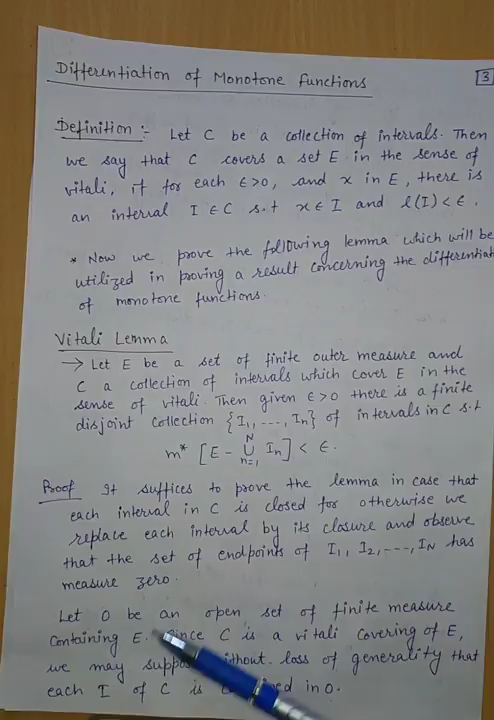 Differentiation of Monotone Functions
3
Definition :- Let C be a collection of intervals. Then
we say that C covers a set E in the sense of
vitali, if for each ϵ>0, and x in E, there is
an interval I ∈ C s.t x ∈ I and l(I) < ϵ.
* Now we prove the following lemma which will be
utilized in proving a result concerning the differentiat
of monotone functions.
Vitali Lemma
→ Let E be a set of finite outer measure and
C a collection of intervals which cover E in the
sense of vitali. Then given ϵ>0 there is a finite
disjoint collection {I1, ..., In} of intervals in C s.t
m* [E - N ∪ n=1 In] < ϵ.
Proof It suffices to prove the lemma in case that
each interval in C is closed for otherwise we
replace each interval by its closure and observe
that the set of endpoints of I1, I2, ---, IN has
measure zero.
Let O be an open set of finite measure
containing E. Since C is a vitali covering of E,
we may without loss of generality that
each I of C is in O.